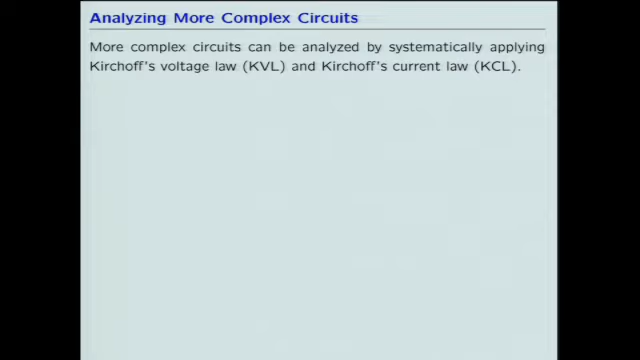 Analyzing More Complex Circuits
More complex circuits can be analyzed by systematically applying
Kirchoff's voltage law (KVL) and Kirchoff's current law (KCL).